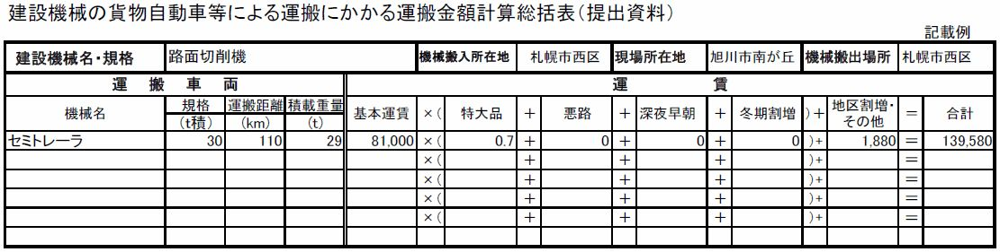 建設機械の貨物自動車等による運搬にかかる運搬金額計算総括表（提出資料）
記載例
建設機械名・規格 路面切削機 機械搬入所在地 札幌市西区 現場所在地 旭川市南が丘 機械搬出場所 札幌市西区
運 搬 車 両 運 賃
機械名 規格 運搬距離 積載重量 基本運賃 ×( 特大品 + 悪路 + 深夜早朝 + 冬期割増 )+ 地区割増・その他 = 合計
(t積) (km) (t)
セミトレーラ 30 110 29 81,000 ×( 0.7 + 0 + 0 + 0 )+ 1,880 = 139,580
×( + + + )+ =
×( + + + )+ =
×( + + + )+ =
×( + + + )+ =